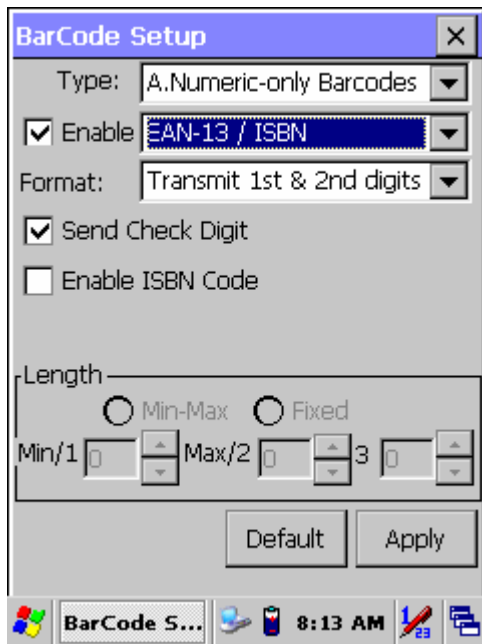 BarCode Setup
Type: A.Numeric-only Barcodes
Enable EAN-13 / ISBN
Format: Transmit 1st & 2nd digits
Send Check Digit
Enable ISBN Code
Length
Min-Max Fixed
Min/1 0 Max/2 0 3 0
Default Apply
BarCode S... 8:13 AM 1/23